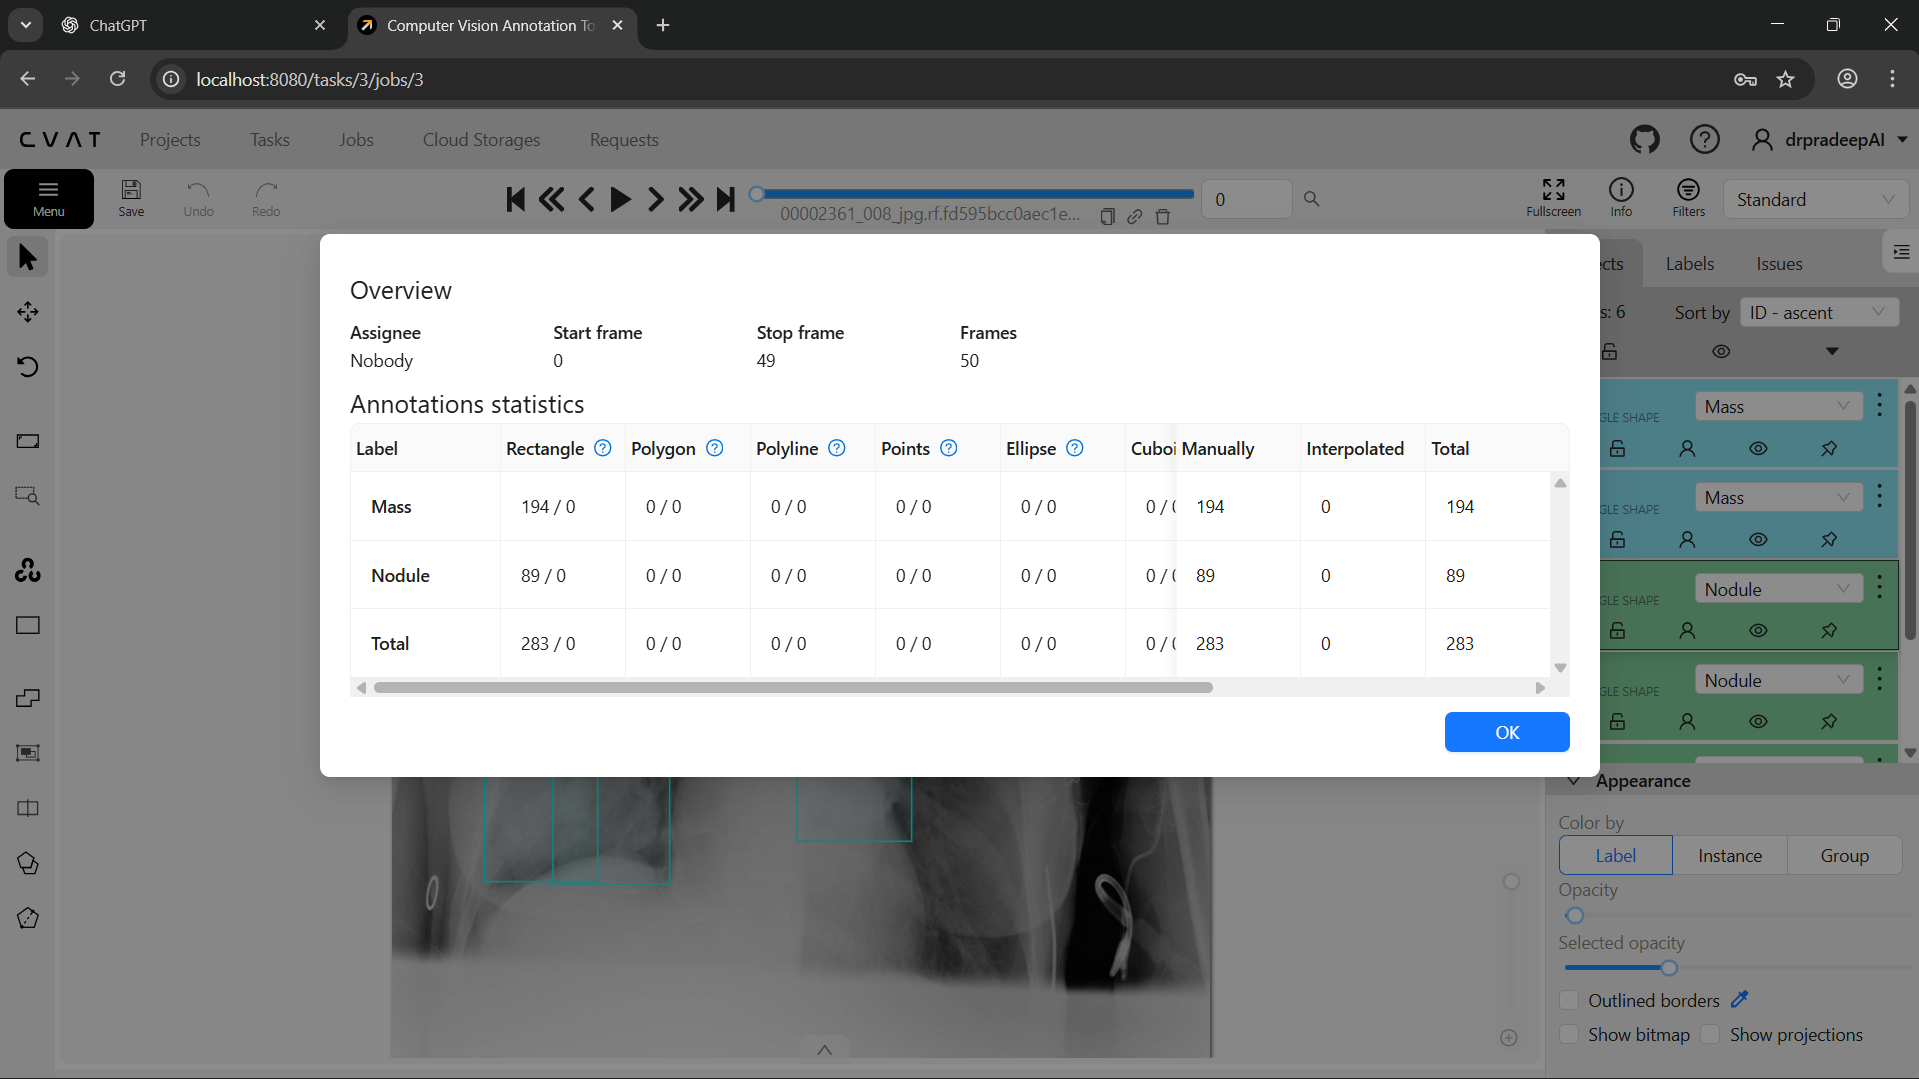 ChatGPT
Computer Vision Annotation To
localhost:8080/tasks/3/jobs/3
CVAT Projects Tasks Jobs Cloud Storages Requests drpradeepAI
Menu Save Undo Redo 0 Fullscreen Info Filters Standard
00002361_008_jpg.rf.fd595bcc0aec1e...
Labels Issues
s: 6 Sort by ID - ascent
Overview
Assignee Start frame Stop frame Frames
Nobody 0 49 50
Annotations statistics
Label Rectangle Polygon Polyline Points Ellipse Cuboi Manually Interpolated Total
Mass 194 / 0 0 / 0 0 / 0 0 / 0 0 / 0 0 / 194 0 194
Nodule 89 / 0 0 / 0 0 / 0 0 / 0 0 / 0 0 / 89 0 89
Total 283 / 0 0 / 0 0 / 0 0 / 0 0 / 0 0 / 283 0 283
OK
GLE SHAPE Mass
GLE SHAPE Mass
GLE SHAPE Nodule
GLE SHAPE Nodule
Appearance
Color by
Label Instance Group
Opacity
Selected opacity
Outlined borders
Show bitmap Show projections